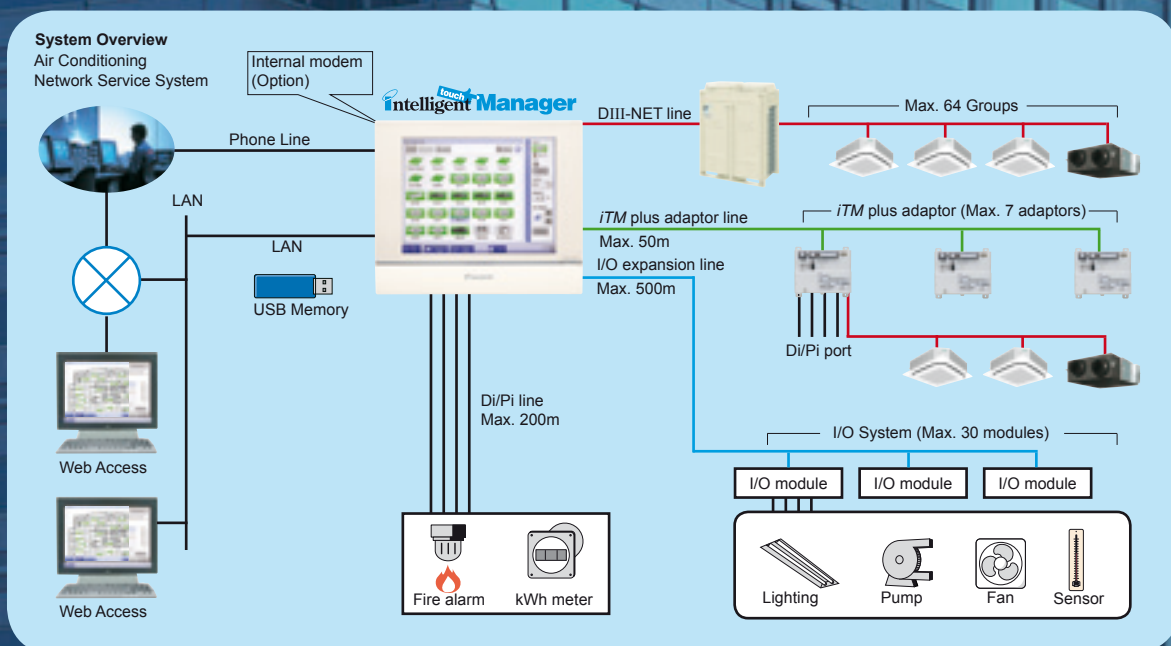 System Overview
Air Conditioning
Network Service System
Internal modem
(Option)
intelligent touch Manager
Phone Line
LAN
LAN
USB Memory
Web Access
Web Access
DIII-NET line
Max. 64 Groups
iTM plus adaptor line
Max. 50m
iTM plus adaptor (Max. 7 adaptors)
I/O expansion line
Max. 500m
Di/Pi port
Di/Pi line
Max. 200m
I/O System (Max. 30 modules)
I/O module
I/O module
I/O module
Fire alarm
kWh meter
Lighting
Pump
Fan
Sensor